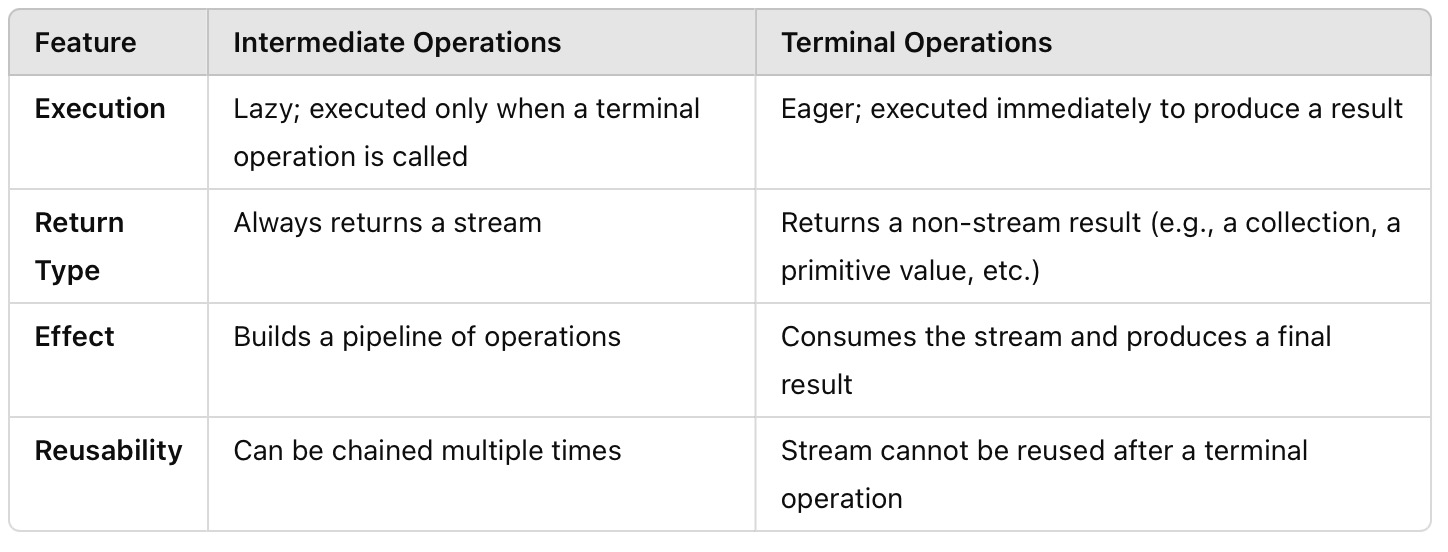 Feature Intermediate Operations Terminal Operations
Execution Lazy; executed only when a terminal Eager; executed immediately to produce a result
operation is called
Return Always returns a stream Returns a non-stream result (e.g., a collection, a
Type primitive value, etc.)
Effect Builds a pipeline of operations Consumes the stream and produces a final
result
Reusability Can be chained multiple times Stream cannot be reused after a terminal
operation